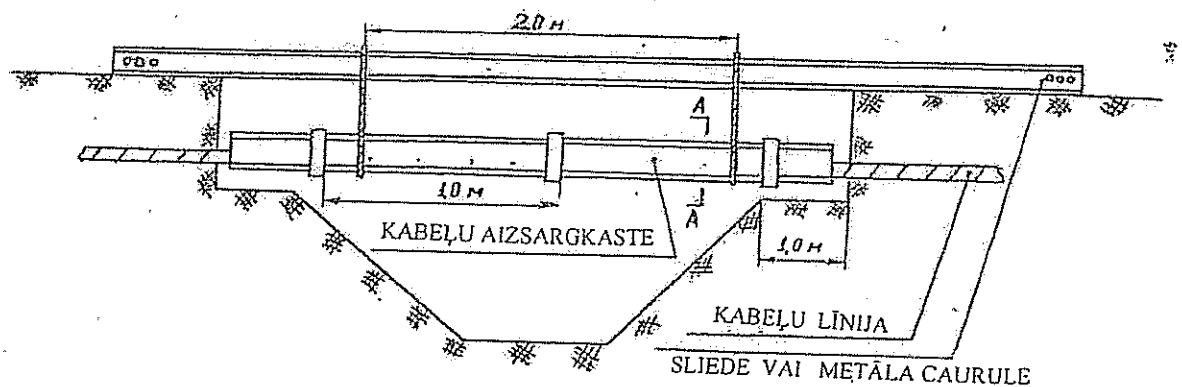 2.0 м
A
1.0 м
A
KABEĻU AIZSARGKASTE
1,0 м
KABEĻU LĪNIJA
SLIEDE VAI METĀLA CAURULE